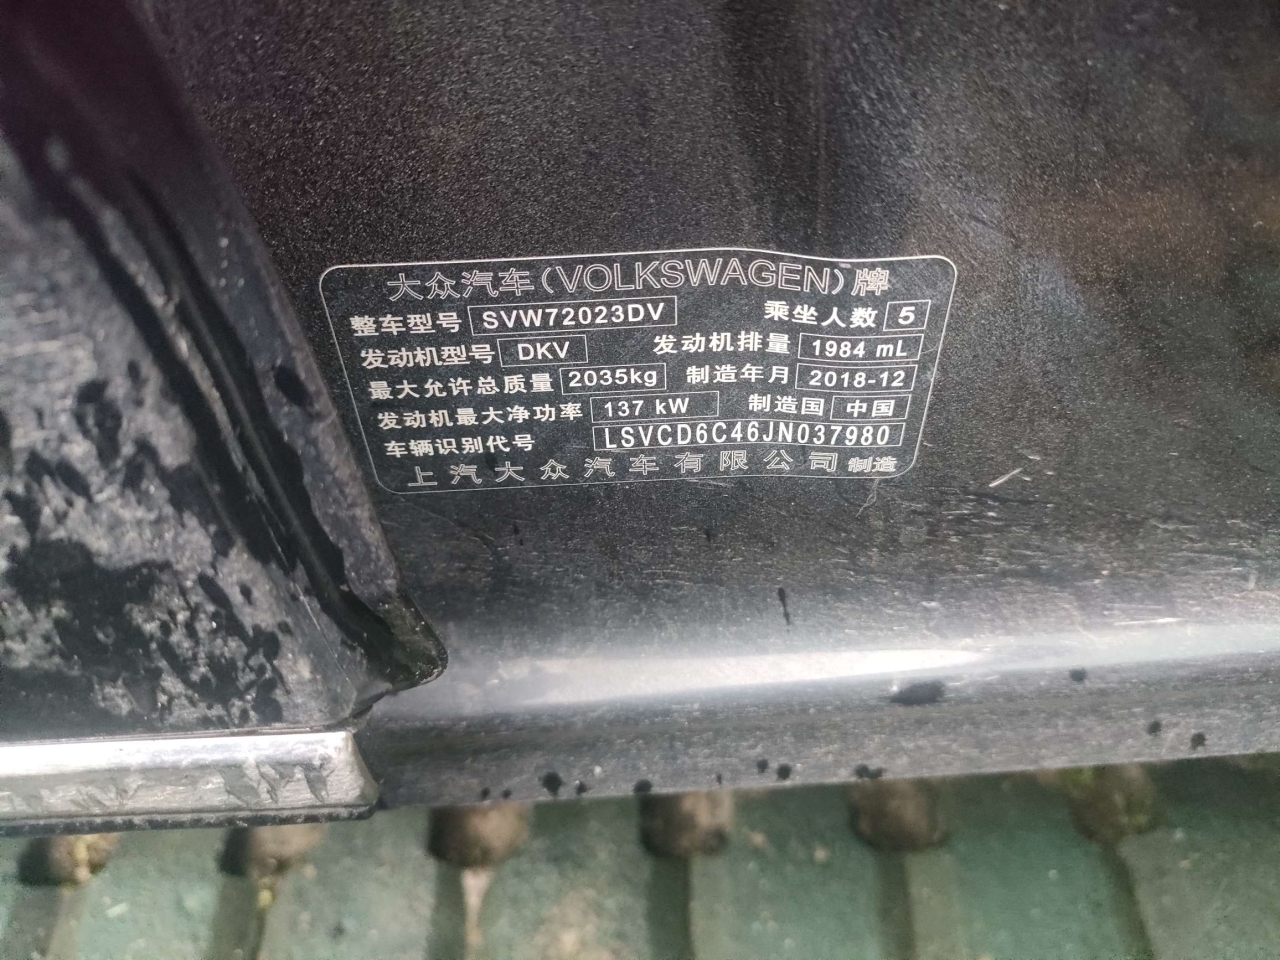 大众汽车(VOLKSWAGEN)牌
整车型号 SVW72023DV 乘坐人数 5
发动机型号 DKV 发动机排量 1984 mL
最大允许总质量 2035kg 制造年月 2018-12
发动机最大净功率 137 kW 制造国 中国
车辆识别代号 LSVCD6C46JN037980
上汽大众汽车有限公司 制造